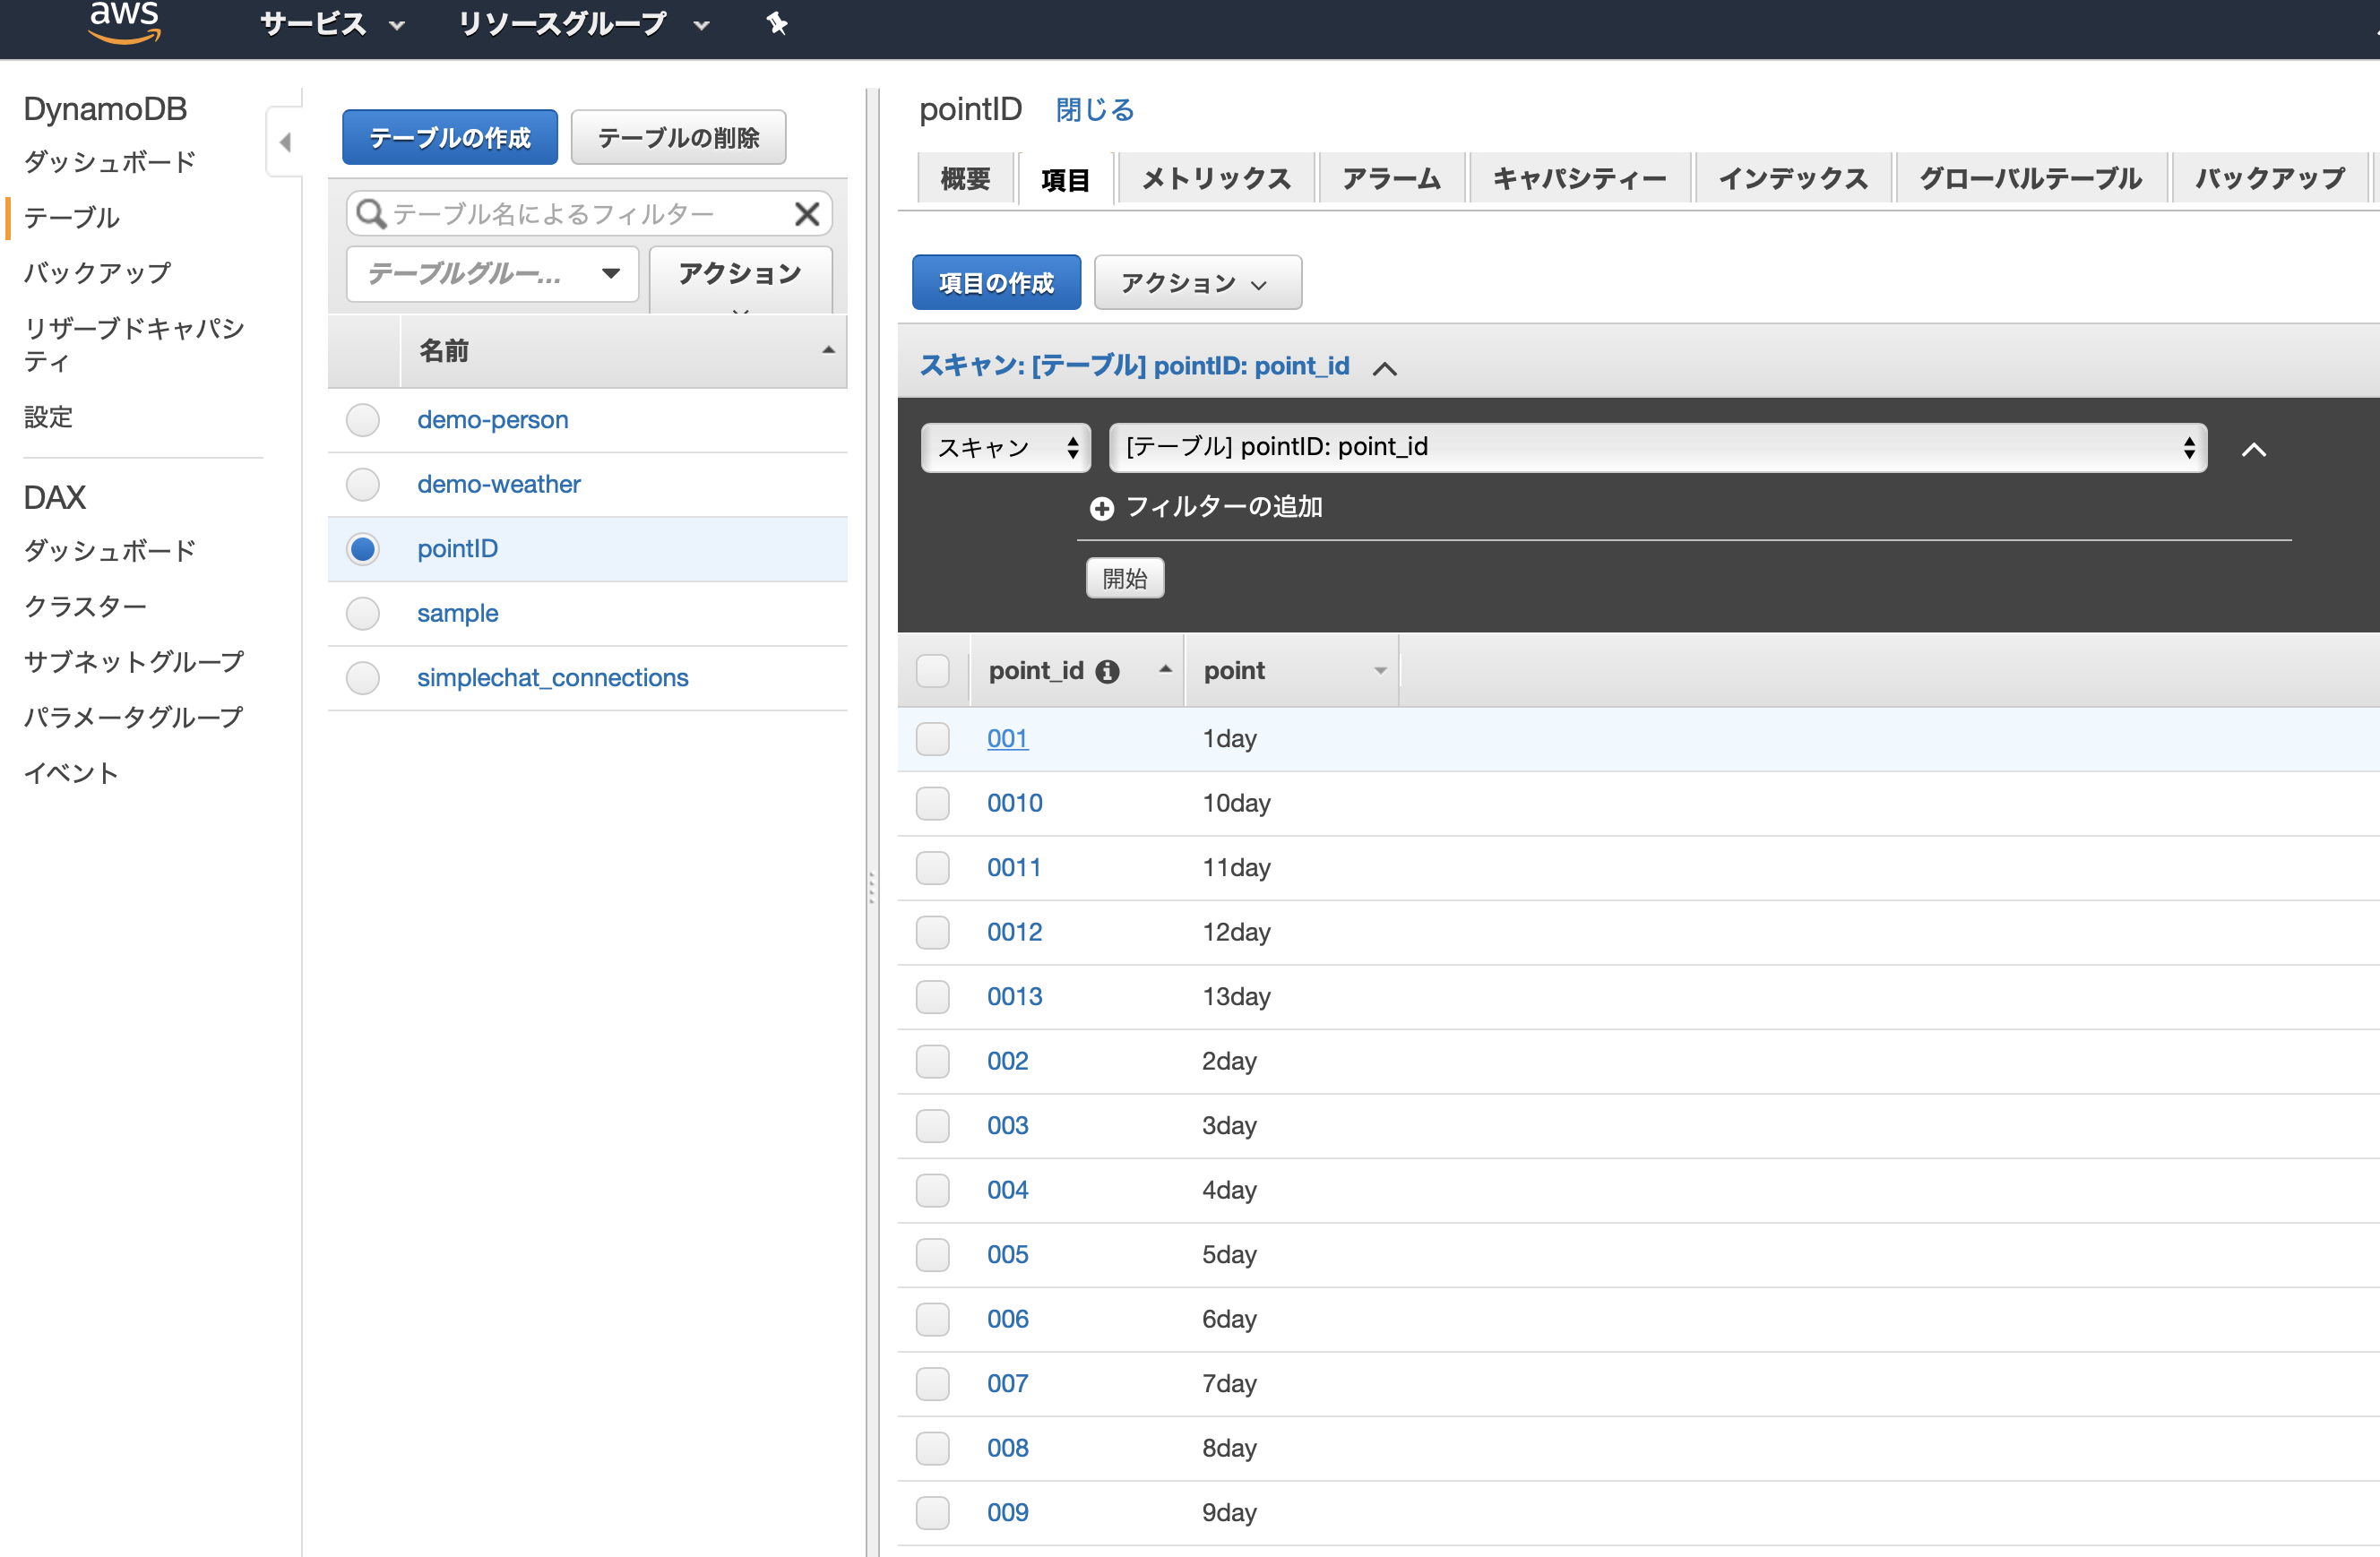 aws
サービス
リソースグループ
DynamoDB
ダッシュボード
テーブル
バックアップ
リザーブドキャパシ
ティ
設定
DAX
ダッシュボード
クラスター
サブネットグループ
パラメータグループ
イベント
テーブルの作成
テーブルの削除
テーブル名によるフィルター
テーブルグルー...
アクション
名前
demo-person
demo-weather
pointID
sample
simplechat_connections
pointID 閉じる
概要
項目
メトリックス
アラーム
キャパシティー
インデックス
グローバルテーブル
バックアップ
項目の作成
アクション
スキャン: [テーブル] pointID: point_id
スキャン
[テーブル] pointID: point_id
フィルターの追加
開始
point_id point
001 1day
0010 10day
0011 11day
0012 12day
0013 13day
002 2day
003 3day
004 4day
005 5day
006 6day
007 7day
008 8day
009 9day